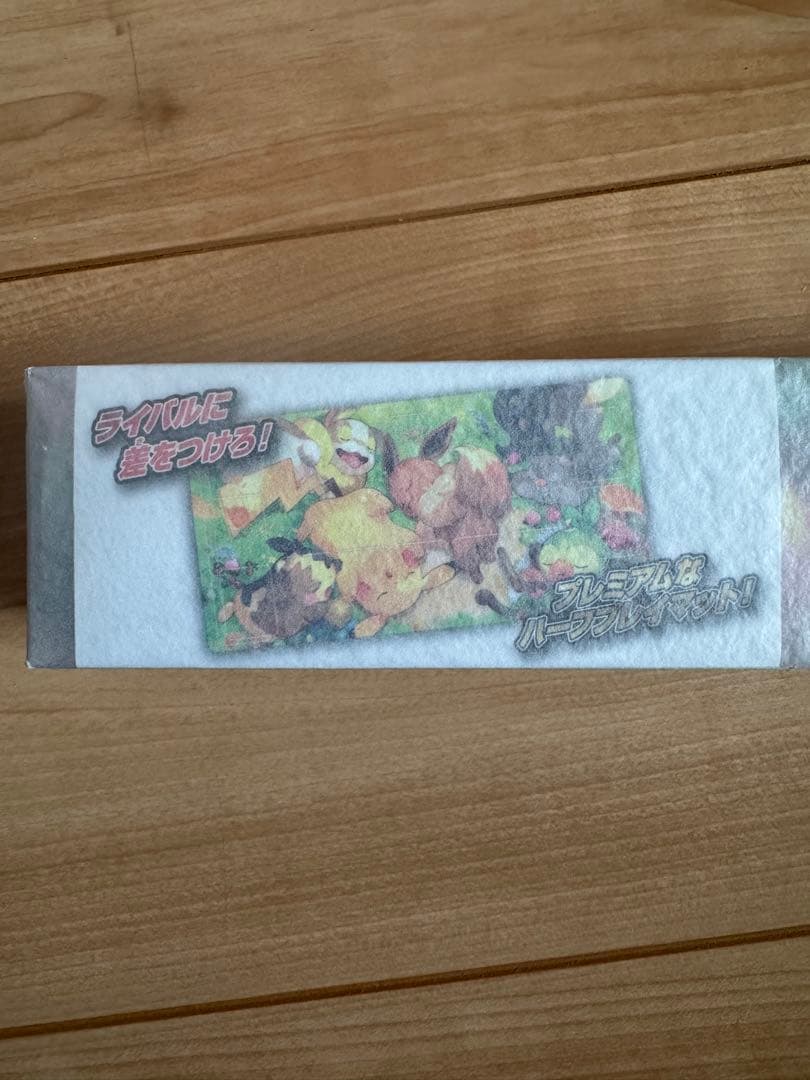 ライバルに
差をつけろ!
プレミアムな
ハーフプレイマット!